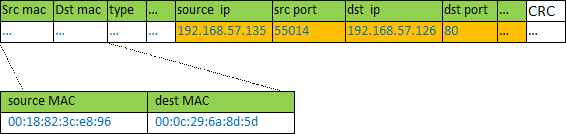 Src mac Dst mac type ... source ip src port dst ip dst port ... CRC
... ... ... ... 192.168.57.135 55014 192.168.57.126 80 ... ...
source MAC dest MAC
00:18:82:3c:e8:96 00:0c:29:6a:8d:5d